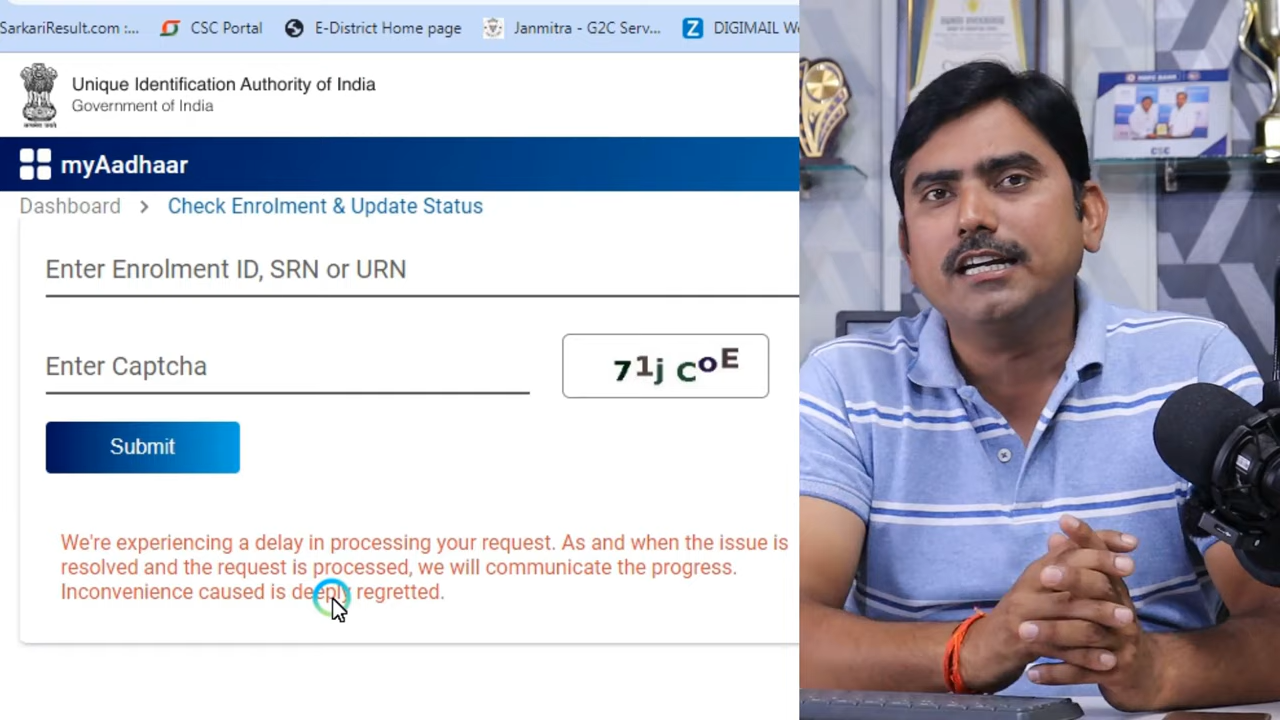 SarkariResult.com :... CSC Portal E-District Home page Janmitra - G2C Serv... Z DIGIMAIL
Unique Identification Authority of India
Government of India
myAadhaar
Dashboard > Check Enrolment & Update Status
Enter Enrolment ID, SRN or URN
Enter Captcha
71j CoE
Submit
We're experiencing a delay in processing your request. As and when the issue is
resolved and the request is processed, we will communicate the progress.
Inconvenience caused is deeply regretted.
CSC